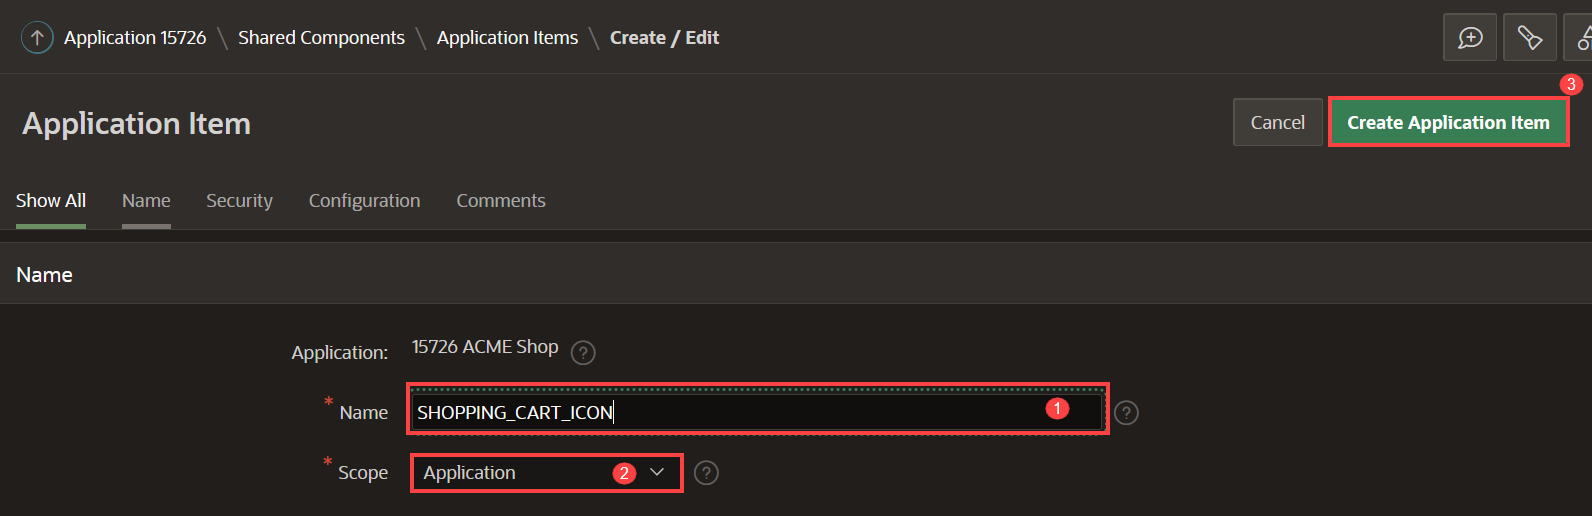 Application 15726 \ Shared Components \ Application Items \ Create / Edit
3
Application Item
Cancel
Create Application Item
Show All Name Security Configuration Comments
Name
Application: 15726 ACME Shop ?
* Name SHOPPING_CART_ICON 1 ?
* Scope Application 2 ?